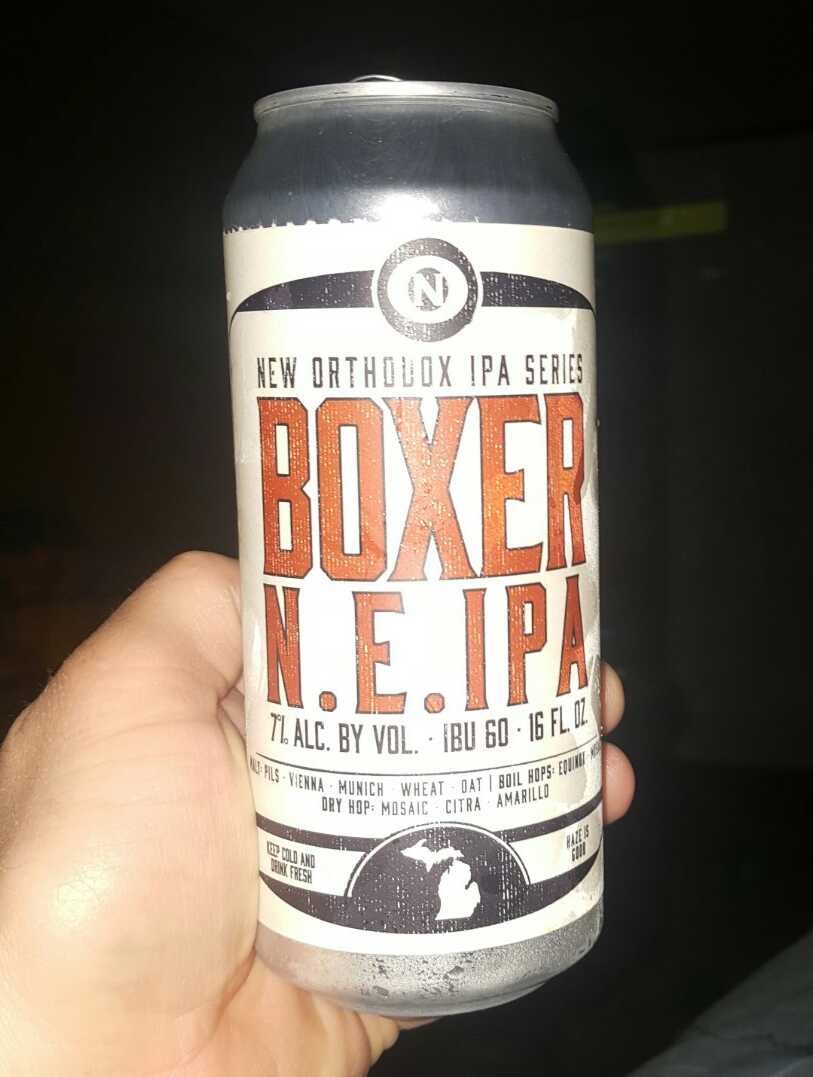 N
NEW ORTHODOX IPA SERIES
BOXER
N.E.IPA
7% ALC. BY VOL. · IBU 60 · 16 FL. OZ.
MALT: PILS · VIENNA · MUNICH · WHEAT · OAT | BOIL HOPS: EQUINOX ·
DRY HOP: MOSAIC · CITRA · AMARILLO
KEEP COLD AND
DRINK FRESH
HAZE IS
GOOD